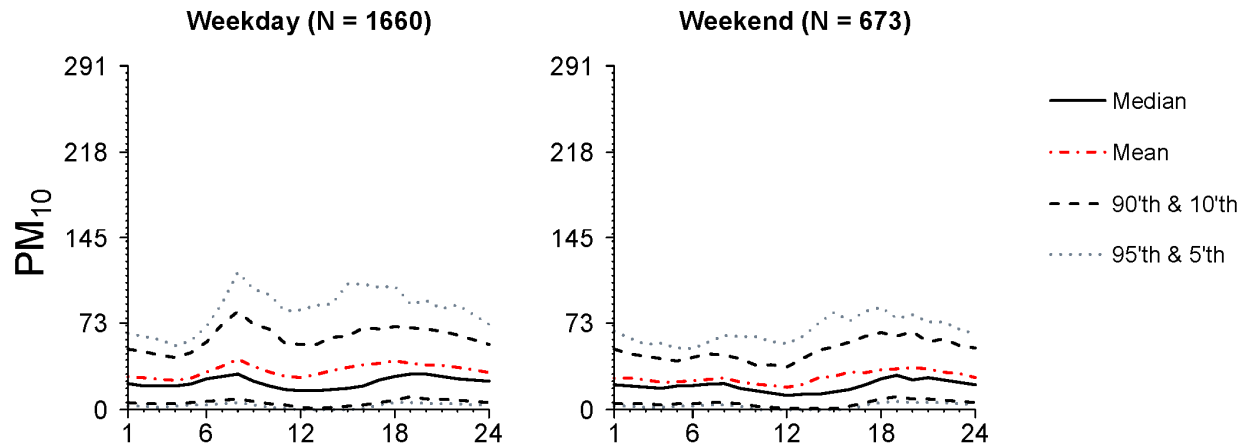 Weekday (N = 1660)
Weekend (N = 673)
PM10
291
218
145
73
0
1 6 12 18 24
291
218
145
73
0
1 6 12 18 24
Median
Mean
90'th & 10'th
95'th & 5'th